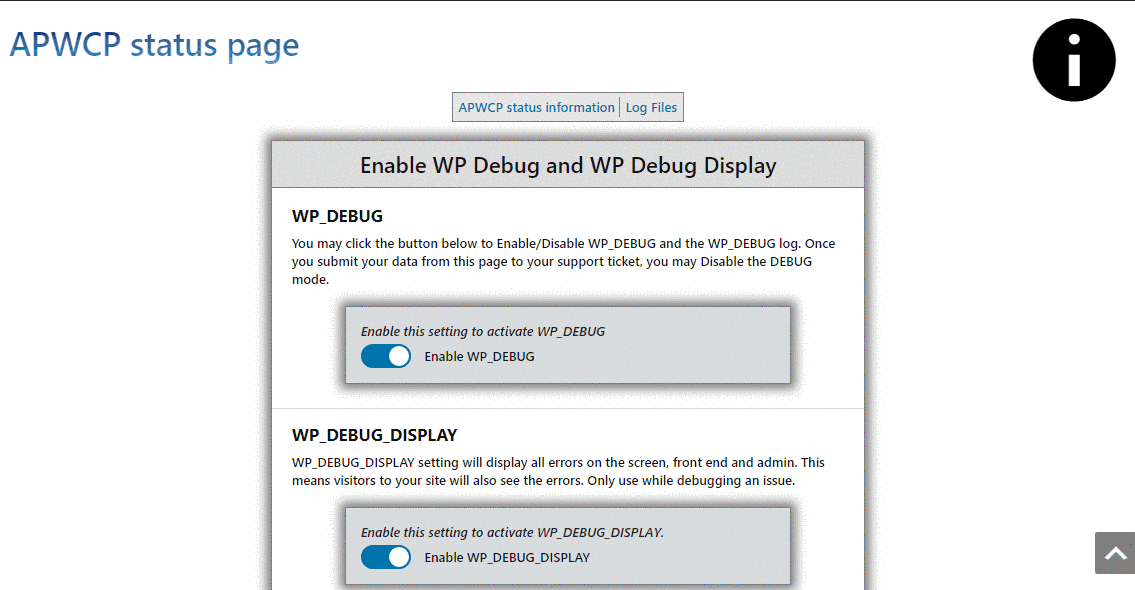 APWCP status page
APWCP status information | Log Files
Enable WP Debug and WP Debug Display
WP_DEBUG
You may click the button below to Enable/Disable WP_DEBUG and the WP_DEBUG log. Once
you submit your data from this page to your support ticket, you may Disable the DEBUG
mode.
Enable this setting to activate WP_DEBUG
Enable WP_DEBUG
WP_DEBUG_DISPLAY
WP_DEBUG_DISPLAY setting will display all errors on the screen, front end and admin. This
means visitors to your site will also see the errors. Only use while debugging an issue.
Enable this setting to activate WP_DEBUG_DISPLAY.
Enable WP_DEBUG_DISPLAY